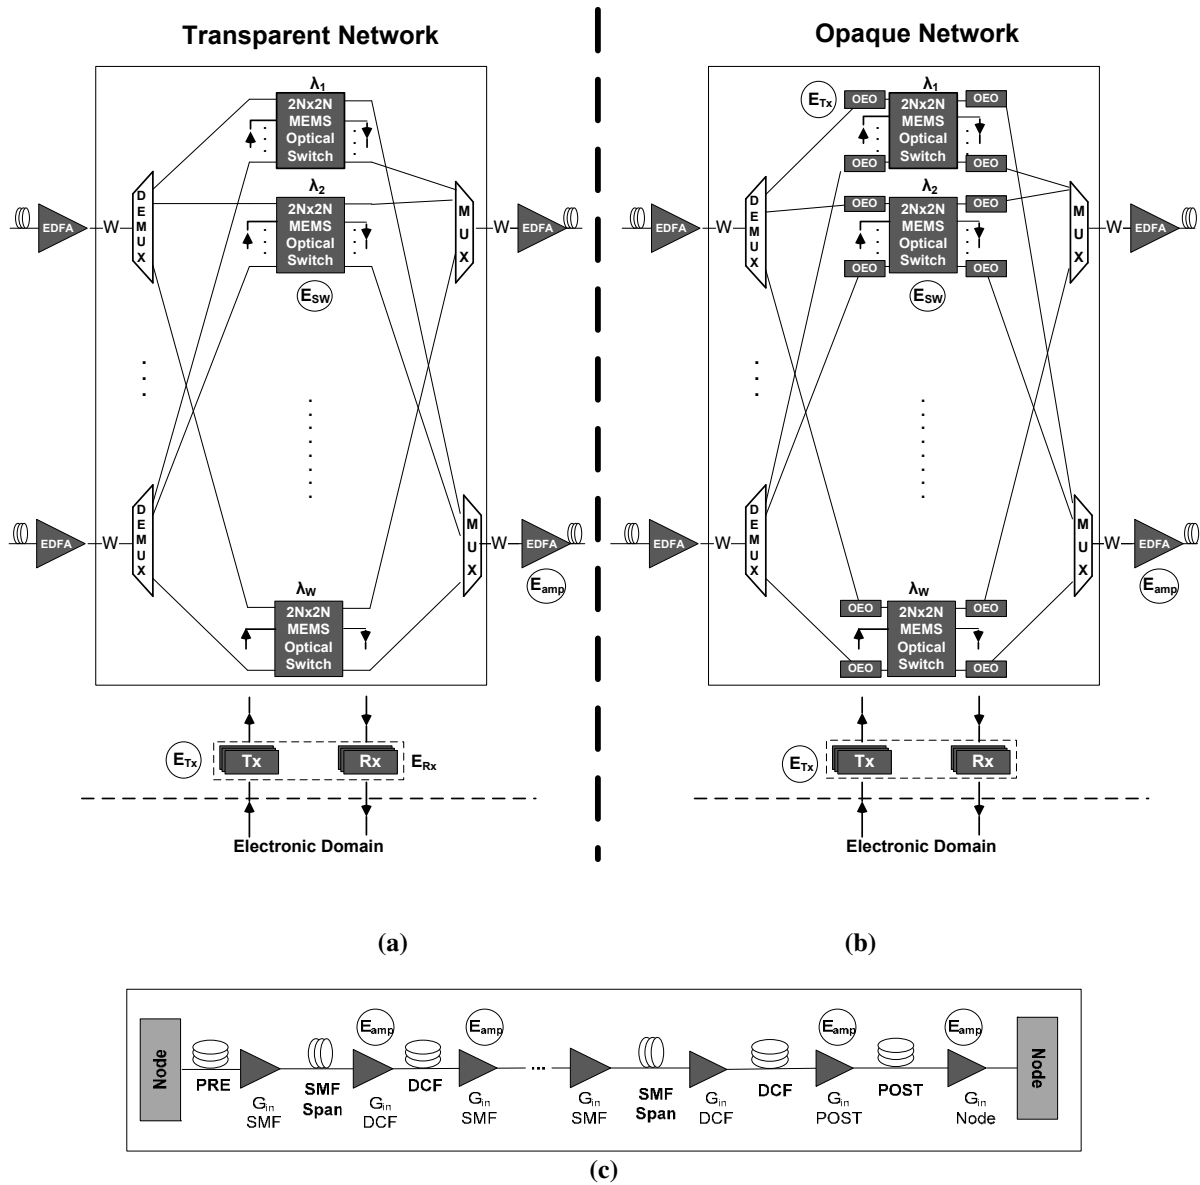 Transparent Network
λ1
2Nx2N
MEMS
Optical
Switch
λ2
2Nx2N
MEMS
Optical
Switch
ESW
EDFA
W
DEMUX
MUX
W
EDFA
EDFA
W
DEMUX
MUX
W
EDFA
Eamp
λW
2Nx2N
MEMS
Optical
Switch
ETx
Tx
Rx
ERx
Electronic Domain
(a)
Opaque Network
ETx
λ1
OEO
2Nx2N
MEMS
Optical
Switch
OEO
OEO
OEO
λ2
OEO
2Nx2N
MEMS
Optical
Switch
OEO
OEO
OEO
ESW
EDFA
W
DEMUX
MUX
W
EDFA
EDFA
W
DEMUX
MUX
W
EDFA
Eamp
λW
OEO
2Nx2N
MEMS
Optical
Switch
OEO
OEO
OEO
ETx
Tx
Rx
Electronic Domain
(b)
Node
PRE
Gin
SMF
SMF
Span
Eamp
Gin
DCF
DCF
Eamp
Gin
SMF
...
Gin
SMF
SMF
Span
Gin
DCF
DCF
Eamp
Gin
POST
POST
Eamp
Gin
Node
Node
(c)